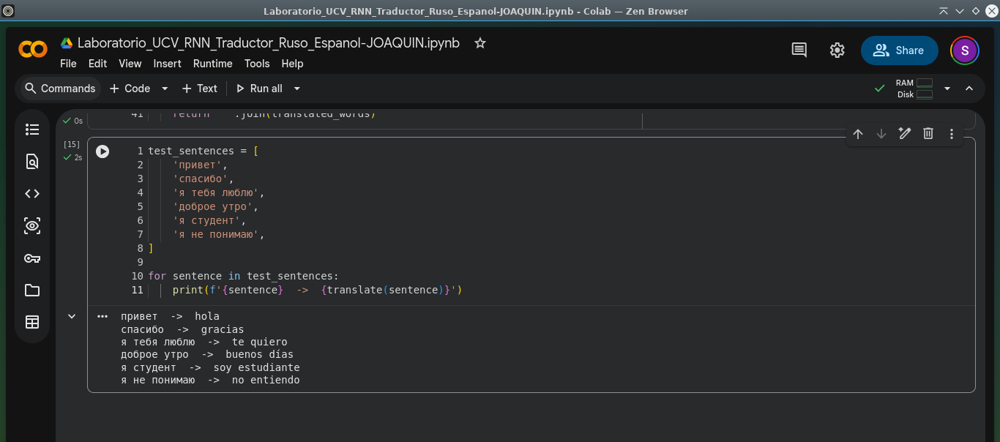 Laboratorio_UCV_RNN_Traductor_Ruso_Espanol-JOAQUIN.ipynb - Colab — Zen Browser
Laboratorio_UCV_RNN_Traductor_Ruso_Espanol-JOAQUIN.ipynb
Share
S
File Edit View Insert Runtime Tools Help
Commands + Code + Text Run all
RAM
Disk
0s
41 return ' '.join(translated_words)
[15]
2s
1 test_sentences = [
2 'привет',
3 'спасибо',
4 'я тебя люблю',
5 'доброе утро',
6 'я студент',
7 'я не понимаю',
8 ]
9
10 for sentence in test_sentences:
11 print(f'{sentence}  ->  {translate(sentence)}')
привет  ->  hola
спасибо  ->  gracias
я тебя люблю  ->  te quiero
доброе утро  ->  buenos días
я студент  ->  soy estudiante
я не понимаю  ->  no entiendo